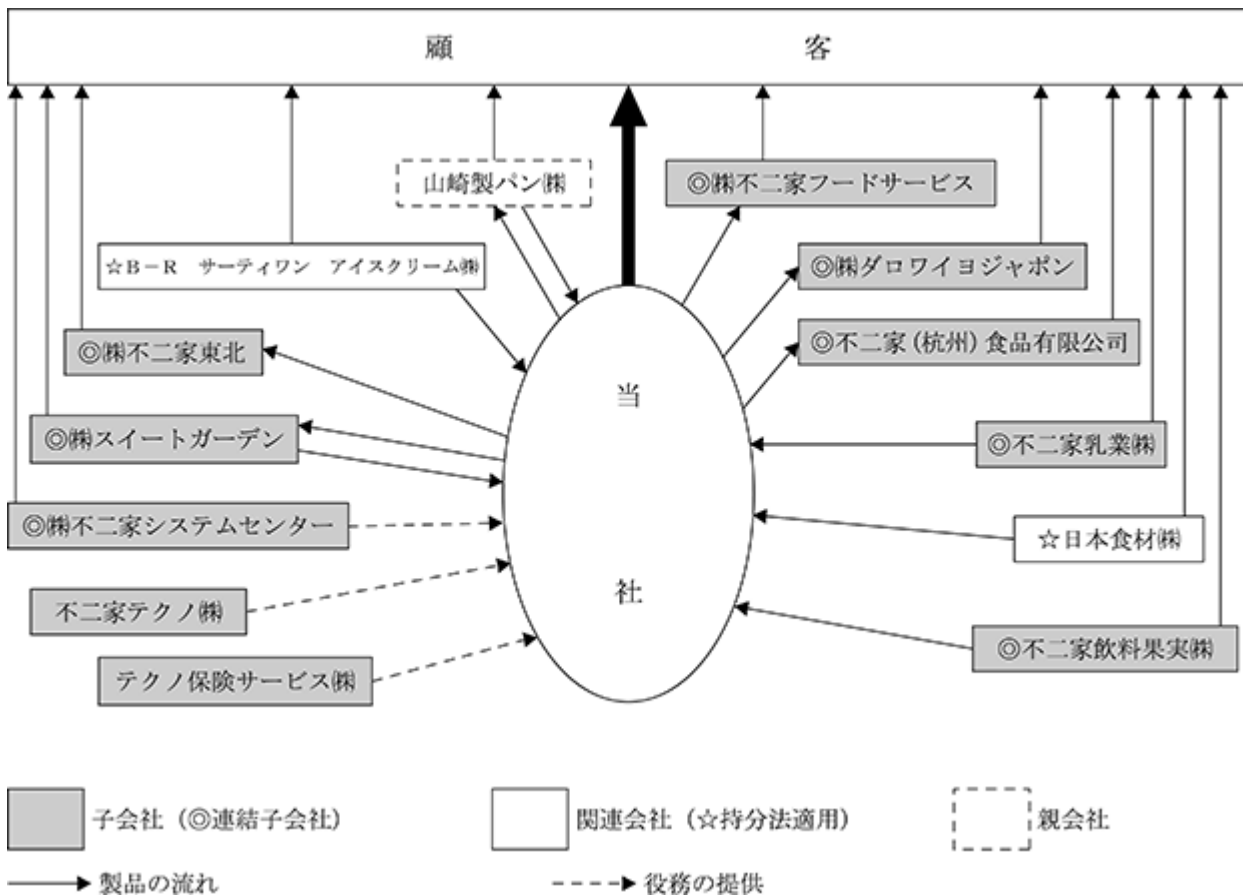 顧　客
山崎製パン㈱
◎㈱不二家フードサービス
☆B－R　サーティワン　アイスクリーム㈱
◎㈱ダロワイヨジャポン
◎㈱不二家東北
◎不二家(杭州)食品有限公司
当
社
◎㈱スイートガーデン
◎不二家乳業㈱
◎㈱不二家システムセンター
☆日本食材㈱
不二家テクノ㈱
◎不二家飲料果実㈱
テクノ保険サービス㈱
子会社（◎連結子会社）
関連会社（☆持分法適用）
親会社
製品の流れ
役務の提供